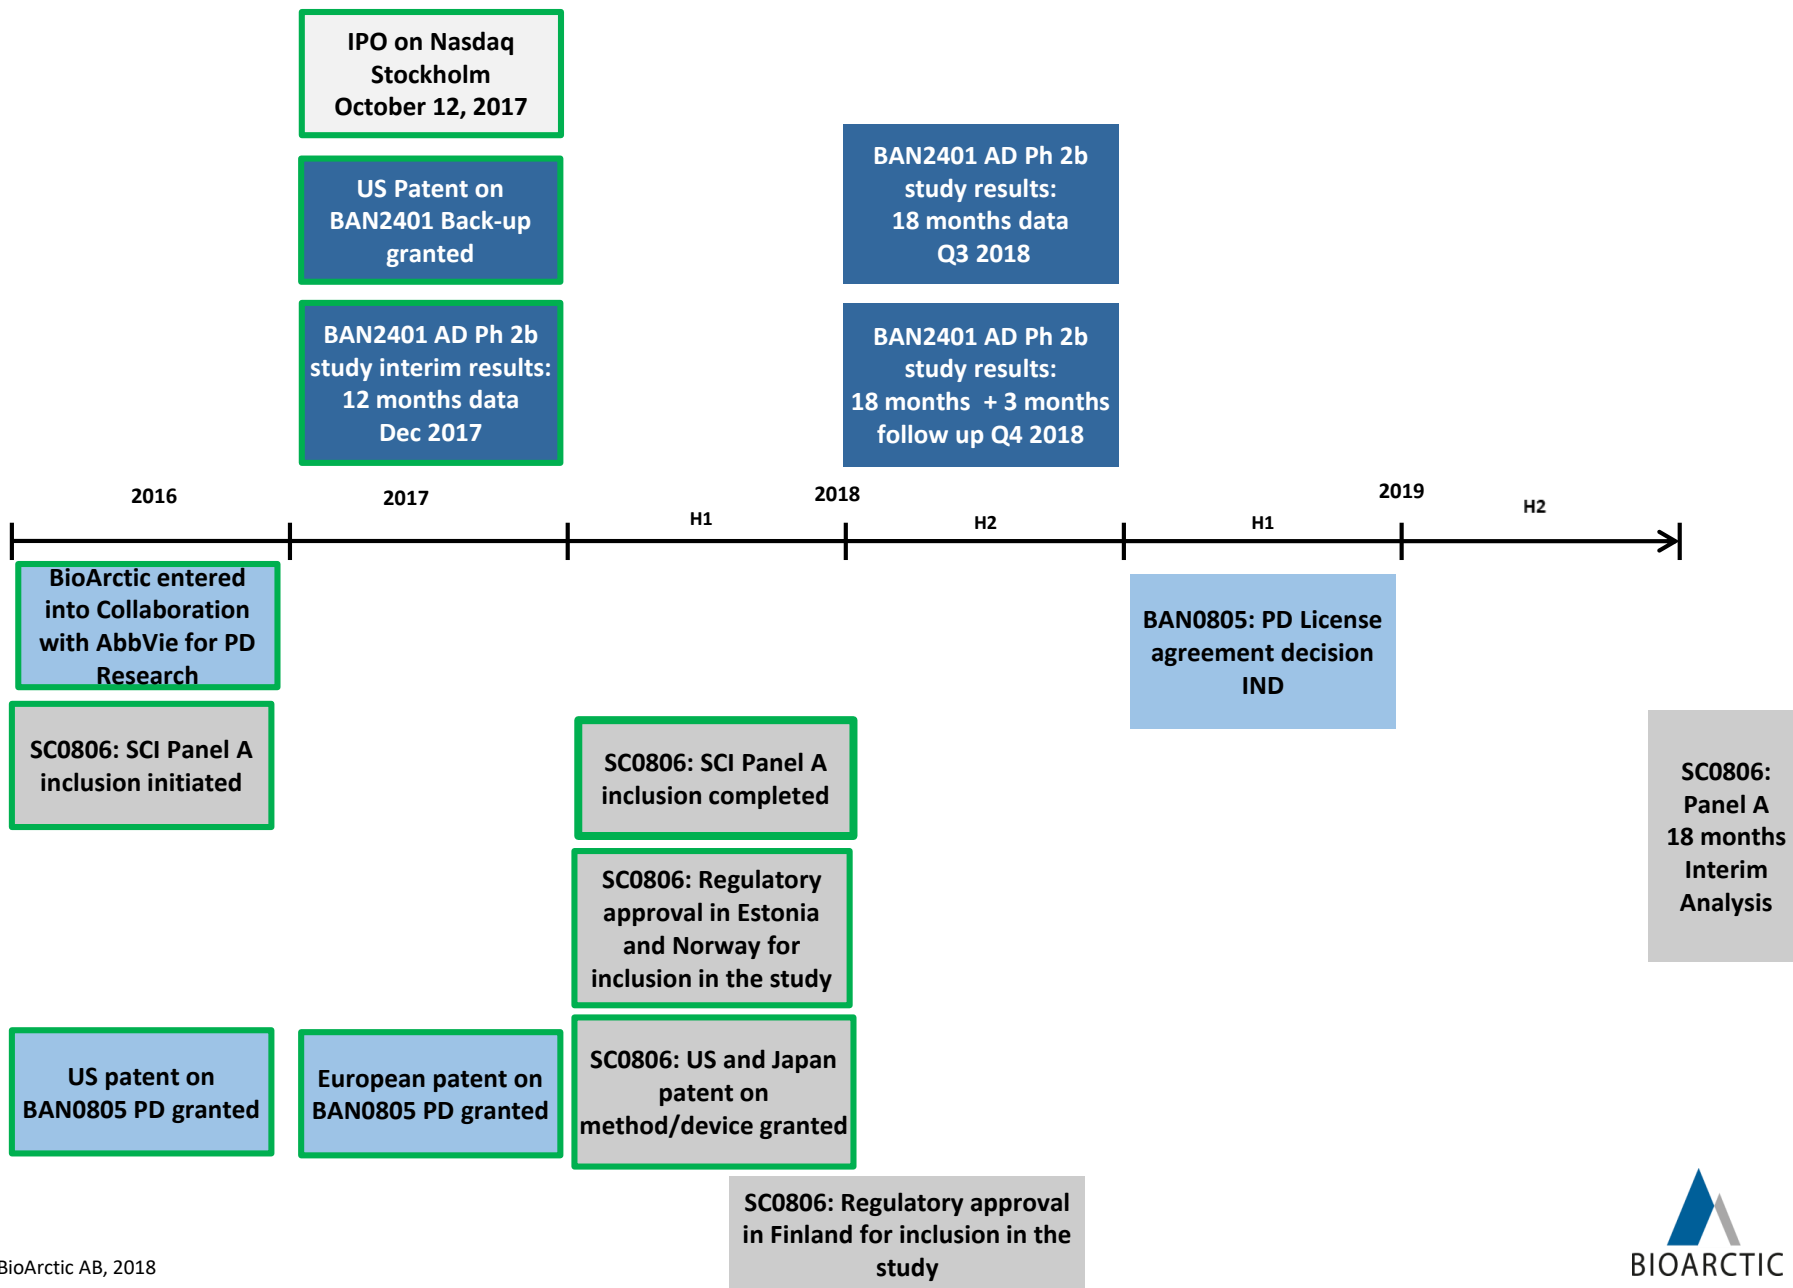 IPO on Nasdaq
Stockholm
October 12, 2017
US Patent on
BAN2401 Back-up
granted
BAN2401 AD Ph 2b
study results:
18 months data
Q3 2018
BAN2401 AD Ph 2b
study interim results:
12 months data
Dec 2017
BAN2401 AD Ph 2b
study results:
18 months + 3 months
follow up Q4 2018
2016
2017
2018
2019
H1
H2
H1
H2
BioArctic entered
into Collaboration
with AbbVie for PD
Research
BAN0805: PD License
agreement decision
IND
SC0806: SCI Panel A
inclusion initiated
SC0806: SCI Panel A
inclusion completed
SC0806:
Panel A
18 months
Interim
Analysis
SC0806: Regulatory
approval in Estonia
and Norway for
inclusion in the study
US patent on
BAN0805 PD granted
European patent on
BAN0805 PD granted
SC0806: US and Japan
patent on
method/device granted
SC0806: Regulatory approval
in Finland for inclusion in the
study
BioArctic AB, 2018
BIOARCTIC